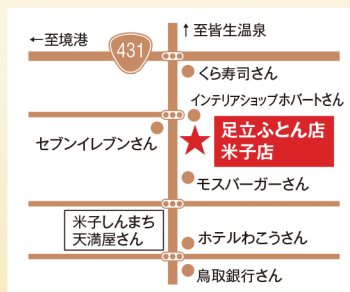 ←至境港
↑至皆生温泉
431
くら寿司さん
インテリアショップホバートさん
足立ふとん店
米子店
セブンイレブンさん
モスバーガーさん
米子しんまち
天満屋さん
ホテルわこうさん
鳥取銀行さん